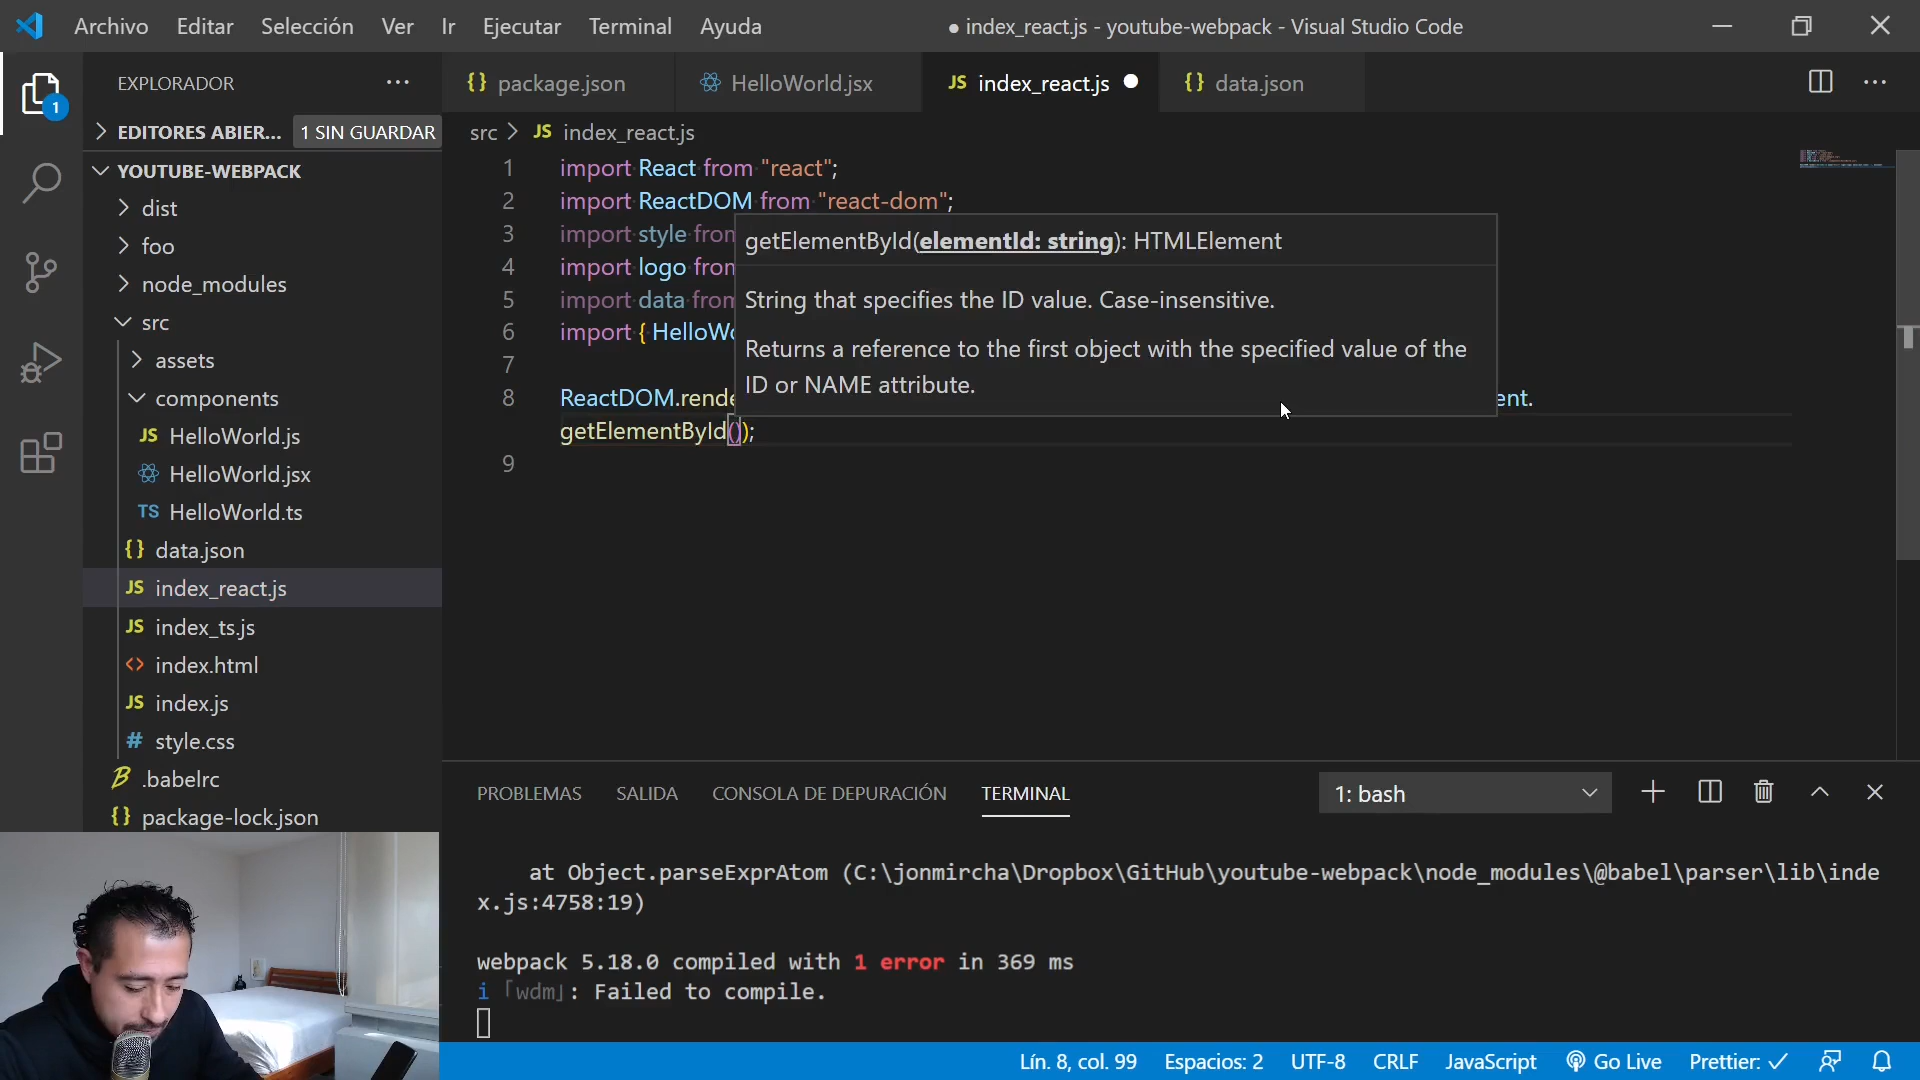 Archivo Editar Selección Ver Ir Ejecutar Terminal Ayuda ● index_react.js - youtube-webpack - Visual Studio Code
EXPLORADOR ···
{} package.json HelloWorld.jsx JS index_react.js ● {} data.json
EDITORES ABIER... 1 SIN GUARDAR
1
src > JS index_react.js
YOUTUBE-WEBPACK
dist
foo
node_modules
src
assets
components
JS HelloWorld.js
HelloWorld.jsx
TS HelloWorld.ts
{} data.json
JS index_react.js
JS index_ts.js
<> index.html
JS index.js
# style.css
.babelrc
{} package-lock.json
1 import React from "react";
2 import ReactDOM from "react-dom";
3 import style from
4 import logo from
5 import data from
6 import { HelloWo
7
8 ReactDOM.rende ent.
getElementById());
9
getElementById(elementId: string): HTMLElement
String that specifies the ID value. Case-insensitive.
Returns a reference to the first object with the specified value of the
ID or NAME attribute.
PROBLEMAS SALIDA CONSOLA DE DEPURACIÓN TERMINAL 1: bash
at Object.parseExprAtom (C:\jonmircha\Dropbox\GitHub\youtube-webpack\node_modules\@babel\parser\lib\inde
x.js:4758:19)
webpack 5.18.0 compiled with 1 error in 369 ms
i ｢wdm｣: Failed to compile.
Lín. 8, col. 99 Espacios: 2 UTF-8 CRLF JavaScript Go Live Prettier: ✓